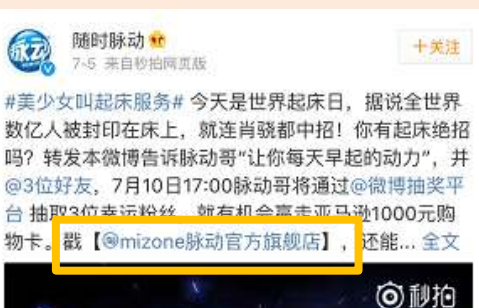 脉动
随时脉动
十关注
7-5 来自秒拍网页版
#美少女叫起床服务# 今天是世界起床日，据说全世界
数亿人被封印在床上，就连肖骁都中招！你有起床绝招
吗？转发本微博告诉脉动哥“让你每天早起的动力”，并
@3位好友，7月10日17:00脉动哥将通过@微博抽奖平
台 抽取3位幸运粉丝，就有机会赢走亚马逊1000元购
物卡。戳【@mizone脉动官方旗舰店】，还能... 全文
秒拍